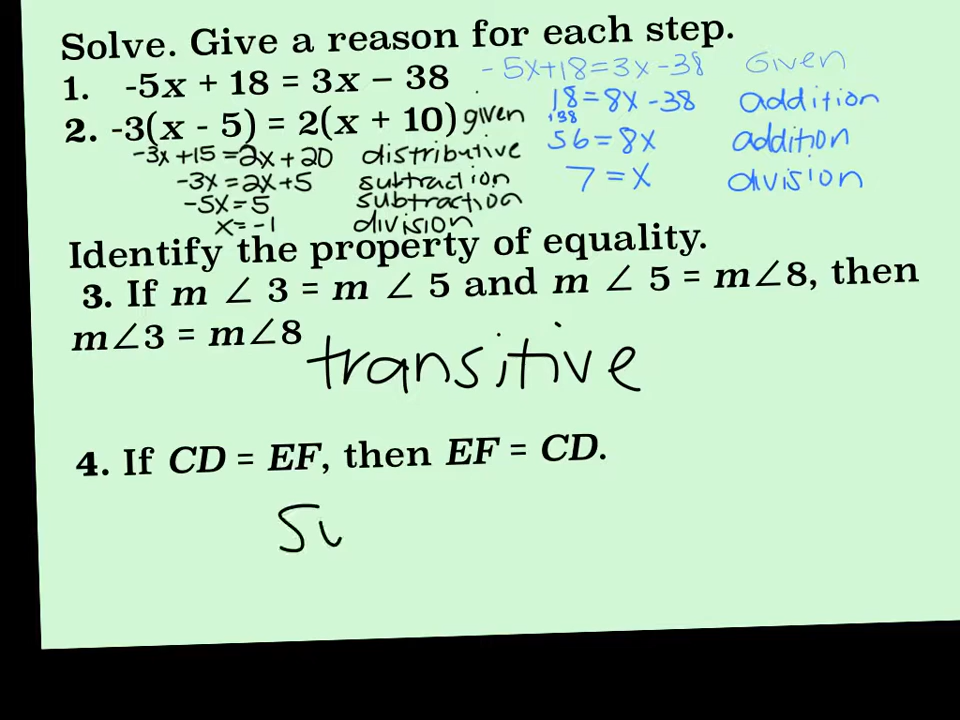 Solve. Give a reason for each step.
1. -5x + 18 = 3x – 38
-5x+18=3x-38 Given
18=8x-38 addition
+38
56=8x addition
7=x division
2. -3(x - 5) = 2(x + 10) given
-3x+15=2x+20 distributive
-3x=2x+5 subtraction
-5x=5 subtraction
x=-1 division
Identify the property of equality.
3. If m ∠ 3 = m ∠ 5 and m ∠ 5 = m∠8, then
m∠3 = m∠8
transitive
4. If CD = EF, then EF = CD.